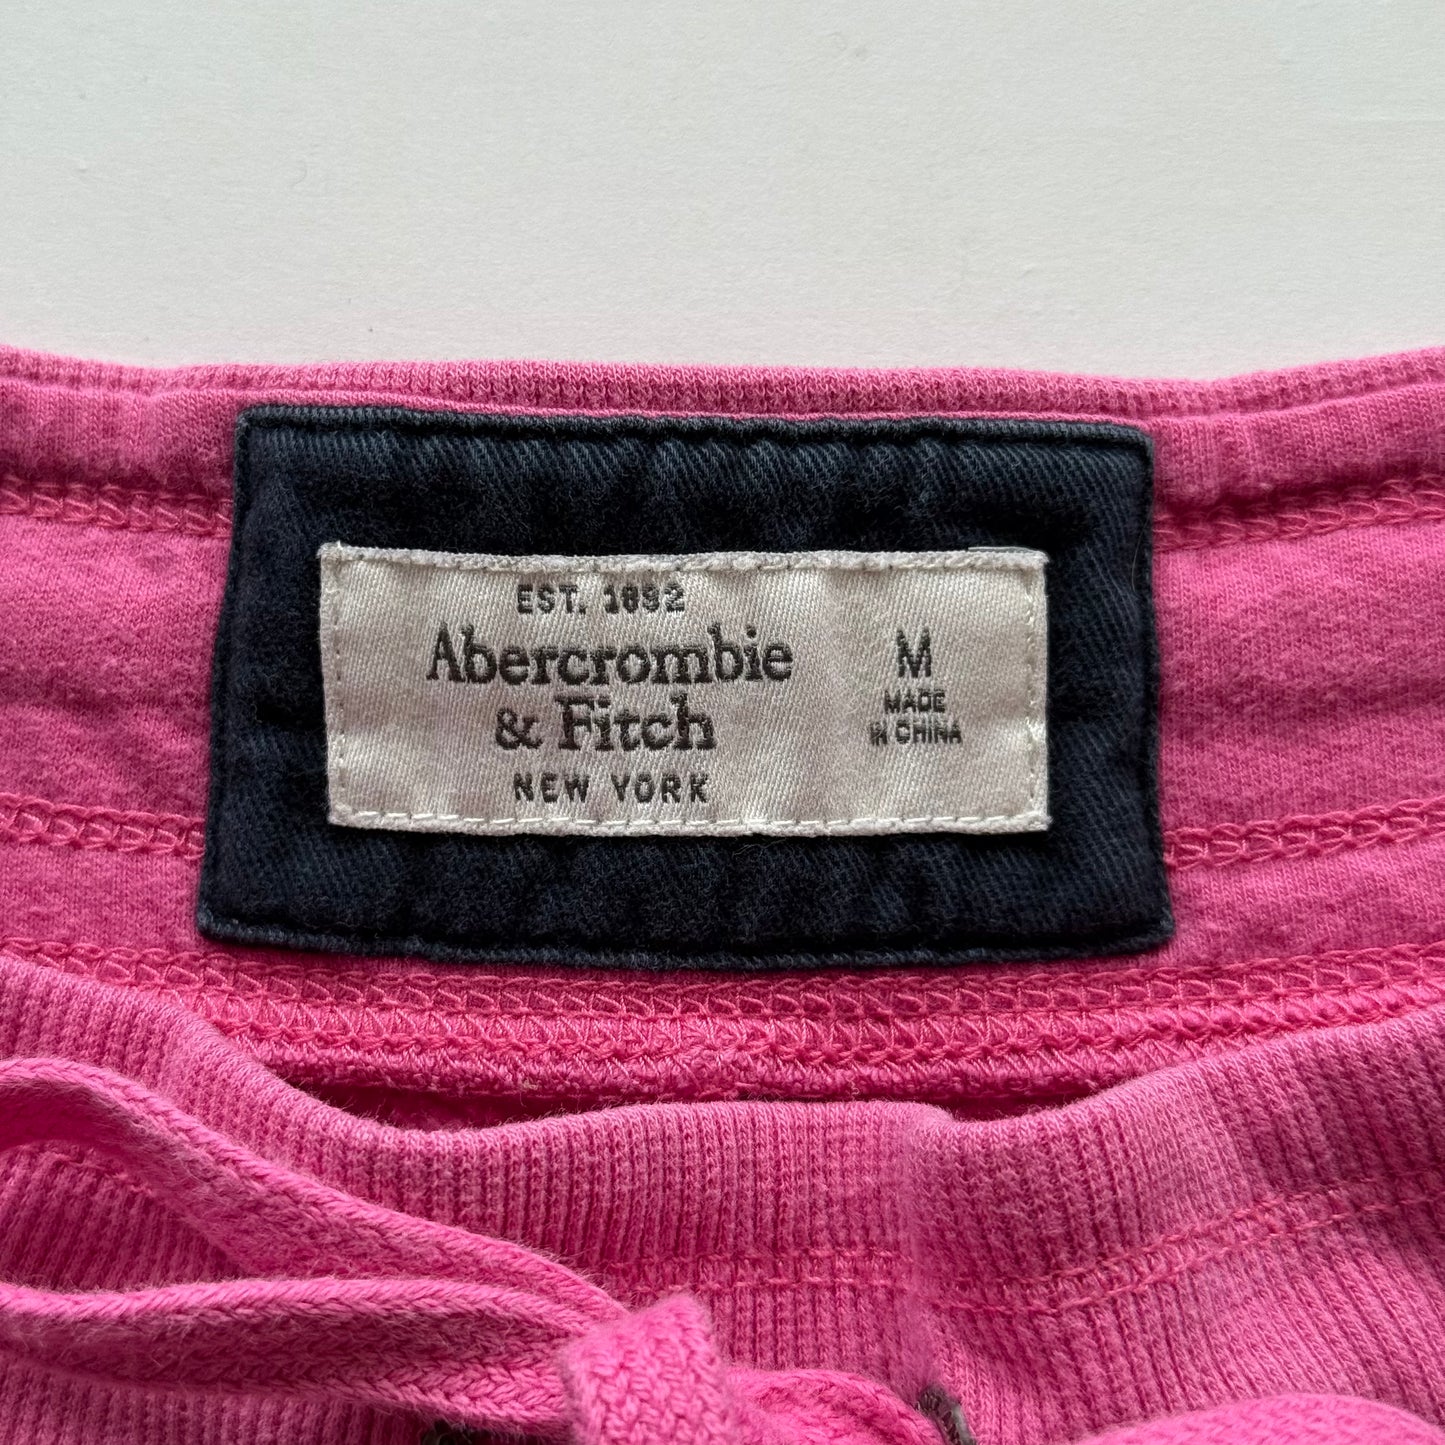 EST. 1892
Abercrombie
& Fitch
NEW YORK
M
MADE
IN CHINA